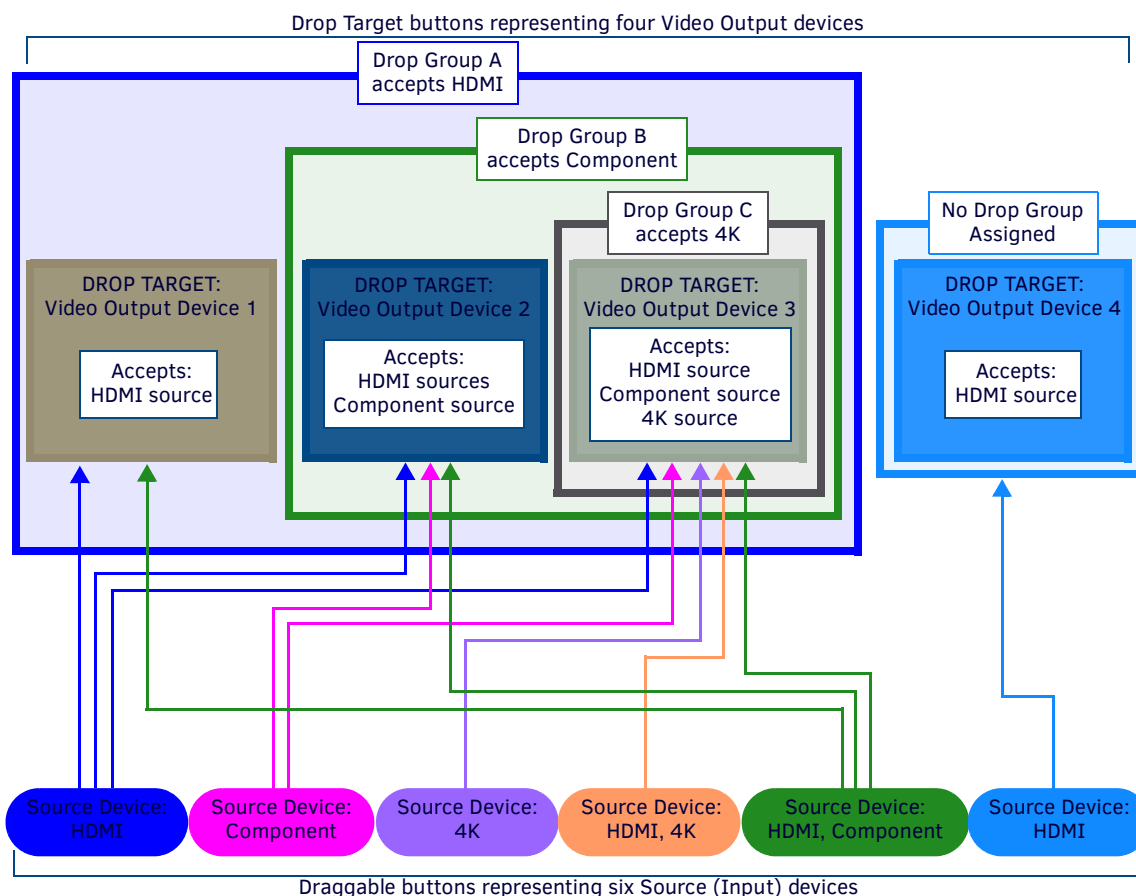 Drop Target buttons representing four Video Output devices
Drop Group A
accepts HDMI
Drop Group B
accepts Component
Drop Group C
accepts 4K
No Drop Group
Assigned
DROP TARGET:
Video Output Device 1
Accepts:
HDMI source
DROP TARGET:
Video Output Device 2
Accepts:
HDMI sources
Component source
DROP TARGET:
Video Output Device 3
Accepts:
HDMI source
Component source
4K source
DROP TARGET:
Video Output Device 4
Accepts:
HDMI source
Source Device:
HDMI
Source Device:
Component
Source Device:
4K
Source Device:
HDMI, 4K
Source Device:
HDMI, Component
Source Device:
HDMI
Draggable buttons representing six Source (Input) devices